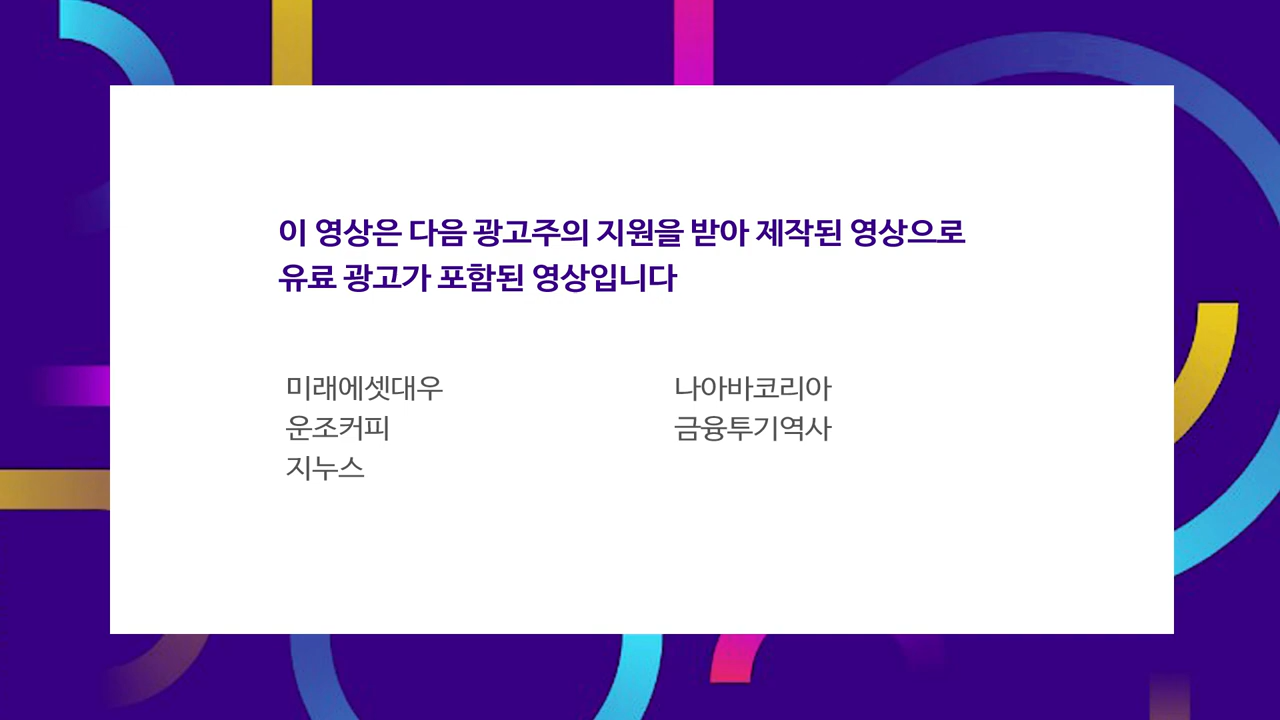 이 영상은 다음 광고주의 지원을 받아 제작된 영상으로
유료 광고가 포함된 영상입니다
미래에셋대우
운조커피
지누스
나아바코리아
금융투기역사